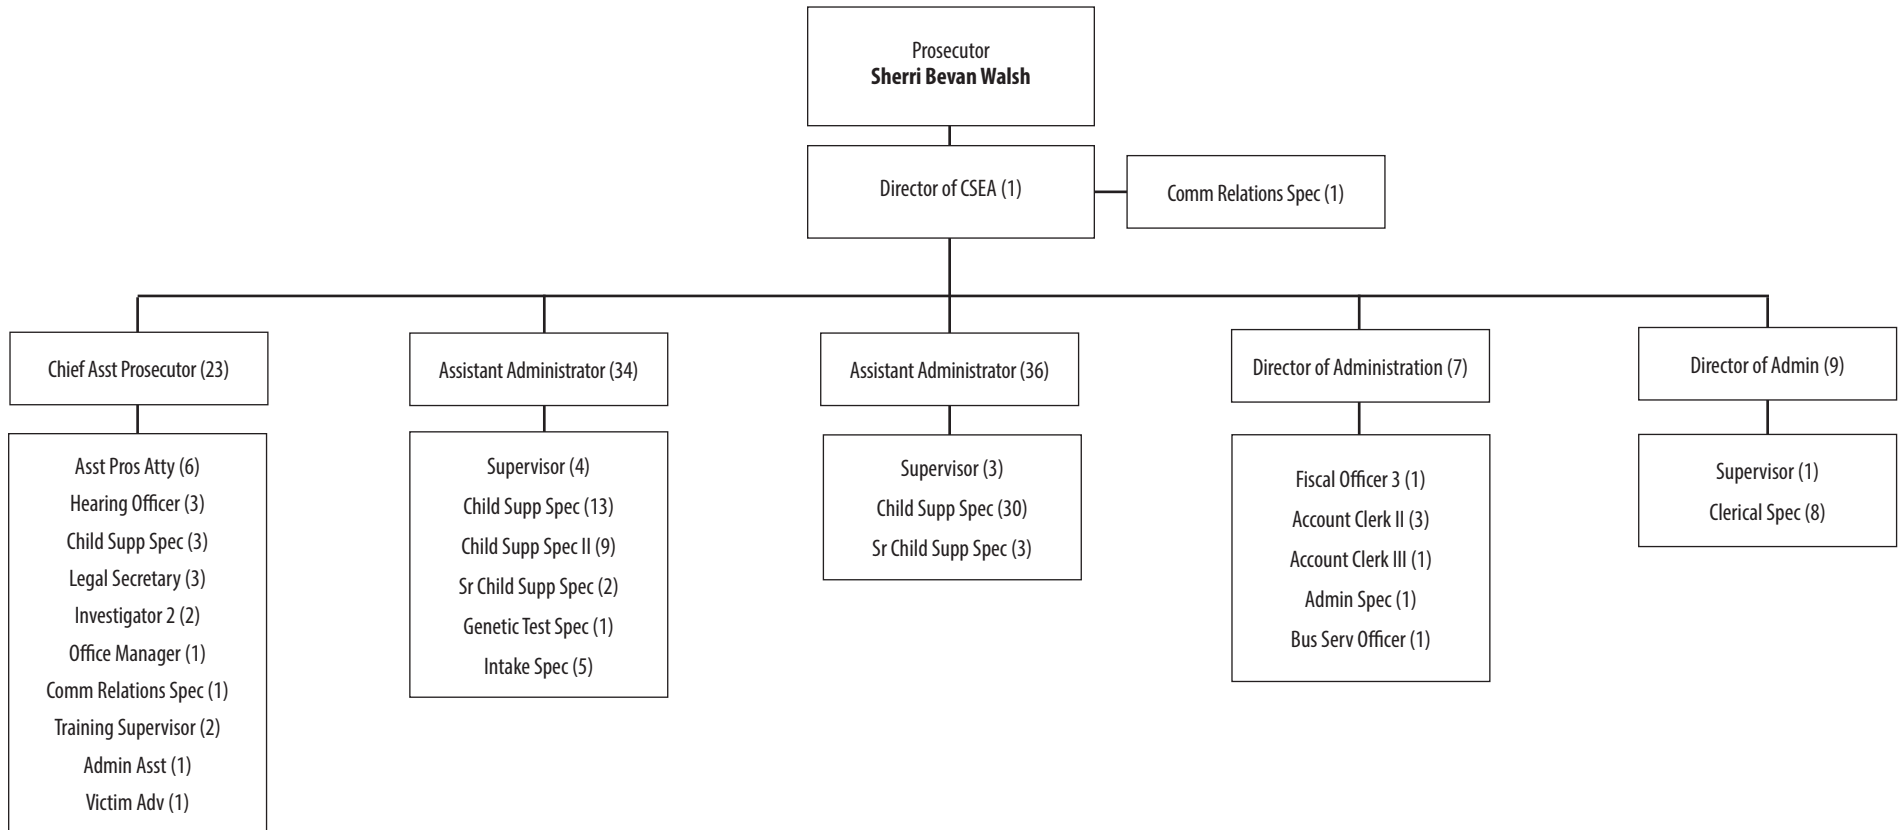 Prosecutor
Sherri Bevan Walsh
Director of CSEA (1)
Comm Relations Spec (1)
Chief Asst Prosecutor (23)
Asst Pros Atty (6)
Hearing Officer (3)
Child Supp Spec (3)
Legal Secretary (3)
Investigator 2 (2)
Office Manager (1)
Comm Relations Spec (1)
Training Supervisor (2)
Admin Asst (1)
Victim Adv (1)
Assistant Administrator (34)
Supervisor (4)
Child Supp Spec (13)
Child Supp Spec II (9)
Sr Child Supp Spec (2)
Genetic Test Spec (1)
Intake Spec (5)
Assistant Administrator (36)
Supervisor (3)
Child Supp Spec (30)
Sr Child Supp Spec (3)
Director of Administration (7)
Fiscal Officer 3 (1)
Account Clerk II (3)
Account Clerk III (1)
Admin Spec (1)
Bus Serv Officer (1)
Director of Admin (9)
Supervisor (1)
Clerical Spec (8)